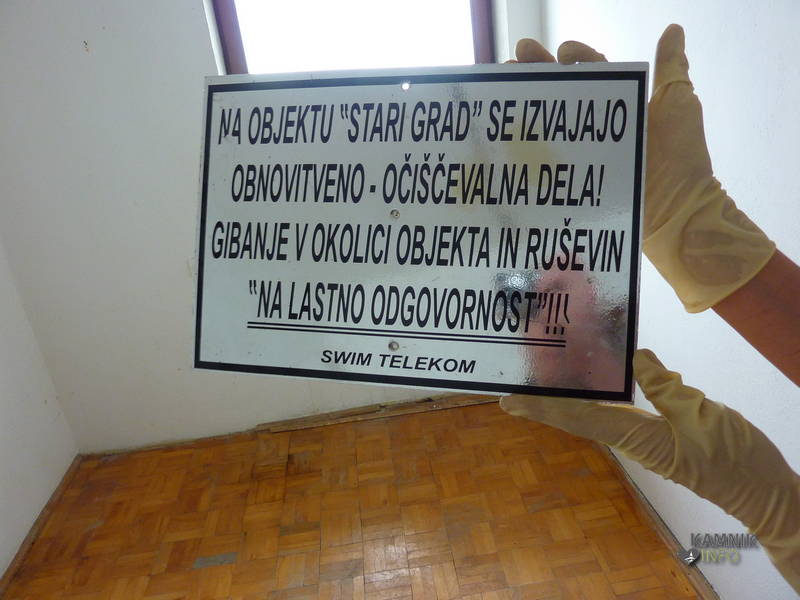 NA OBJEKTU "STARI GRAD" SE IZVAJAJO
OBNOVITVENO - OČIŠČEVALNA DELA!
GIBANJE V OKOLICI OBJEKTA IN RUŠEVIN
"NA LASTNO ODGOVORNOST"!!!
SWIM TELEKOM
KAMNIK
INFO